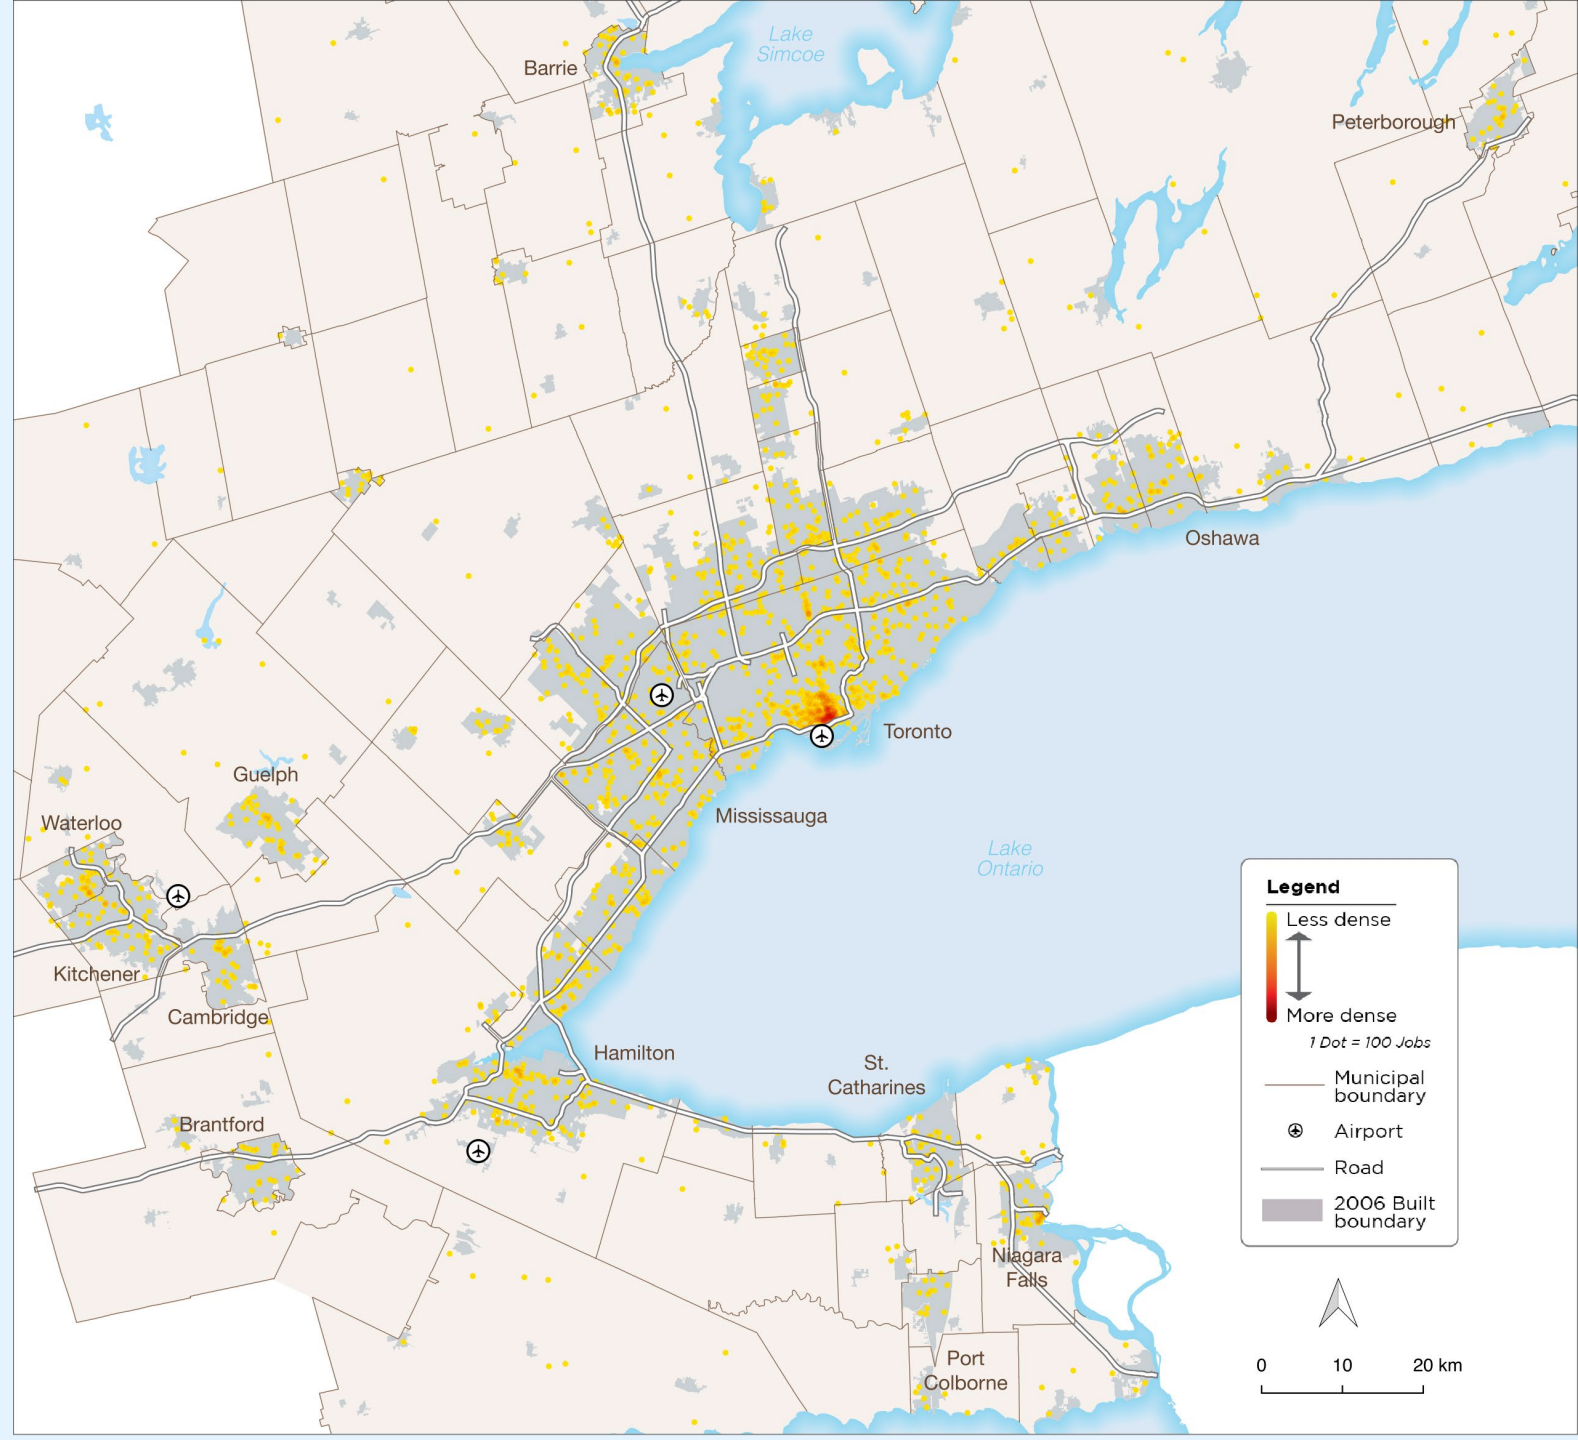 Lake
Simcoe
Barrie
Peterborough
Oshawa
Toronto
Guelph
Waterloo
Mississauga
Lake
Ontario
Kitchener
Cambridge
Hamilton
St.
Catharines
Brantford
Niagara
Falls
Port
Colborne
Legend
Less dense
More dense
1 Dot = 100 Jobs
Municipal
boundary
Airport
Road
2006 Built
boundary
0 10 20 km